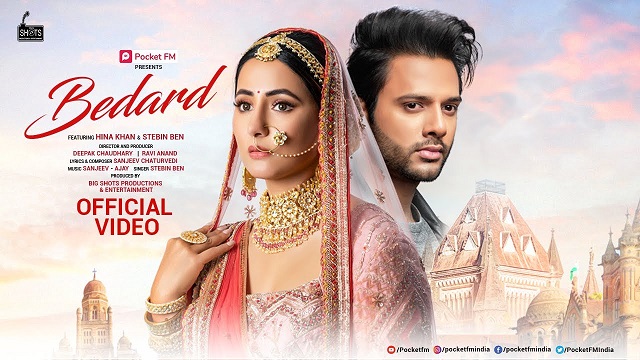 SHOTS
Pocket FM
PRESENTS
Bedard
FEATURING HINA KHAN & STEBIN BEN
DIRECTOR AND PRODUCER
DEEPAK CHAUDHARY | RAVI ANAND
LYRICS & COMPOSER SANJEEV CHATURVEDI
MUSIC SANJEEV - AJAY SINGER STEBIN BEN
PRODUCED BY
BIG SHOTS PRODUCTIONS
& ENTERTAINMENT
OFFICIAL
VIDEO
/Pocketfm /pocketfmindia /pocketfmindia /PocketFMIndia